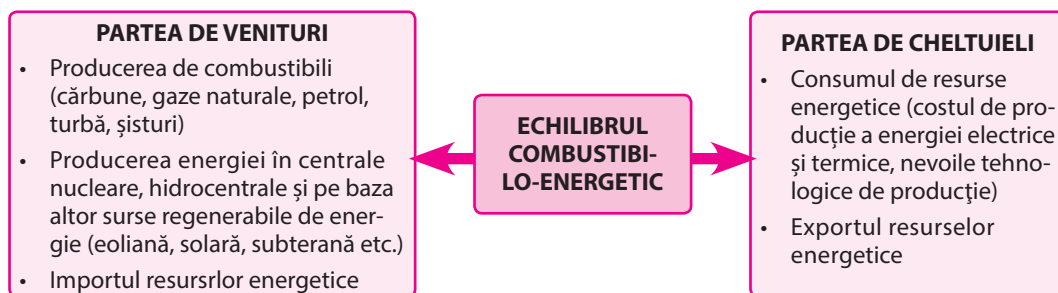 PARTEA DE VENITURI
• Producerea de combustibili
(cărbune, gaze naturale, petrol,
turbă, șisturi)
• Producerea energiei în centrale
nucleare, hidrocentrale și pe baza
altor surse regenerabile de ener-
gie (eoliană, solară, subterană etc.)
• Importul resursrlor energetice
ECHILIBRUL
COMBUSTIBI-
LO-ENERGETIC
PARTEA DE CHELTUIELI
• Consumul de resurse
energetice (costul de pro-
ducție a energiei electrice
și termice, nevoile tehno-
logice de producţie)
• Exportul resurselor
energetice